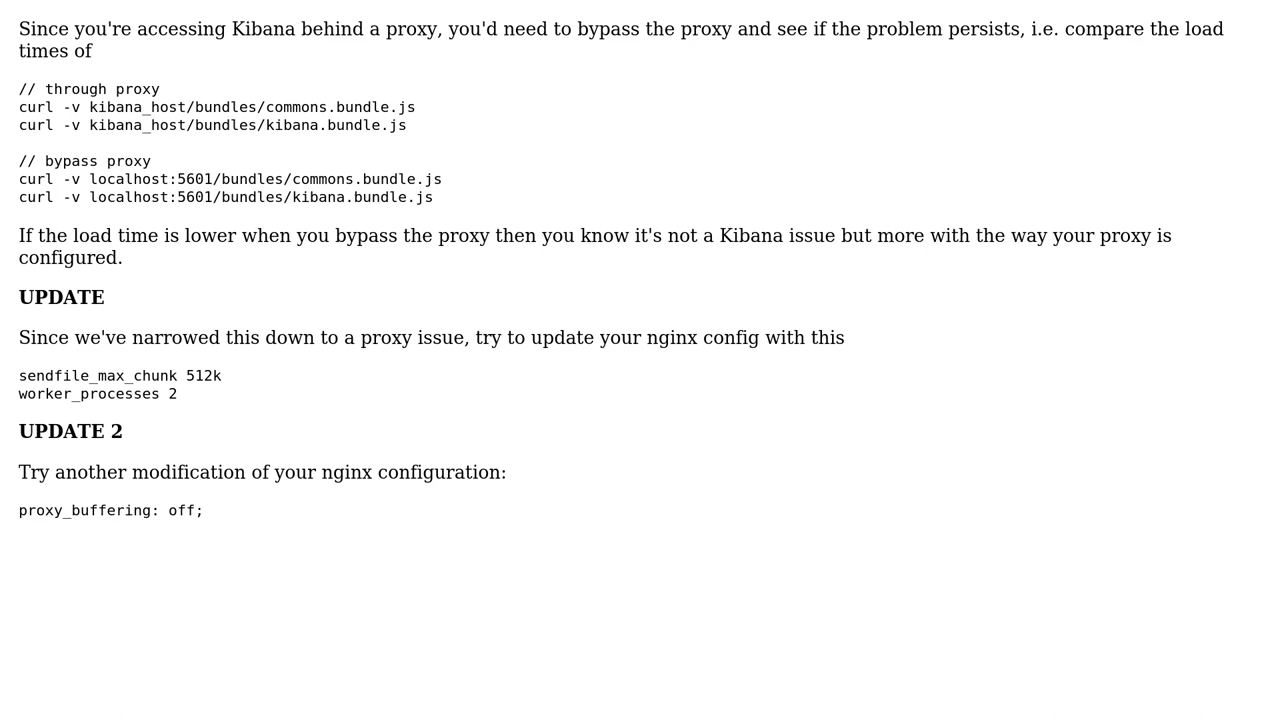 Since you're accessing Kibana behind a proxy, you'd need to bypass the proxy and see if the problem persists, i.e. compare the load
times of
// through proxy
curl -v kibana_host/bundles/commons.bundle.js
curl -v kibana_host/bundles/kibana.bundle.js
// bypass proxy
curl -v localhost:5601/bundles/commons.bundle.js
curl -v localhost:5601/bundles/kibana.bundle.js
If the load time is lower when you bypass the proxy then you know it's not a Kibana issue but more with the way your proxy is
configured.
UPDATE
Since we've narrowed this down to a proxy issue, try to update your nginx config with this
sendfile_max_chunk 512k
worker_processes 2
UPDATE 2
Try another modification of your nginx configuration:
proxy_buffering: off;